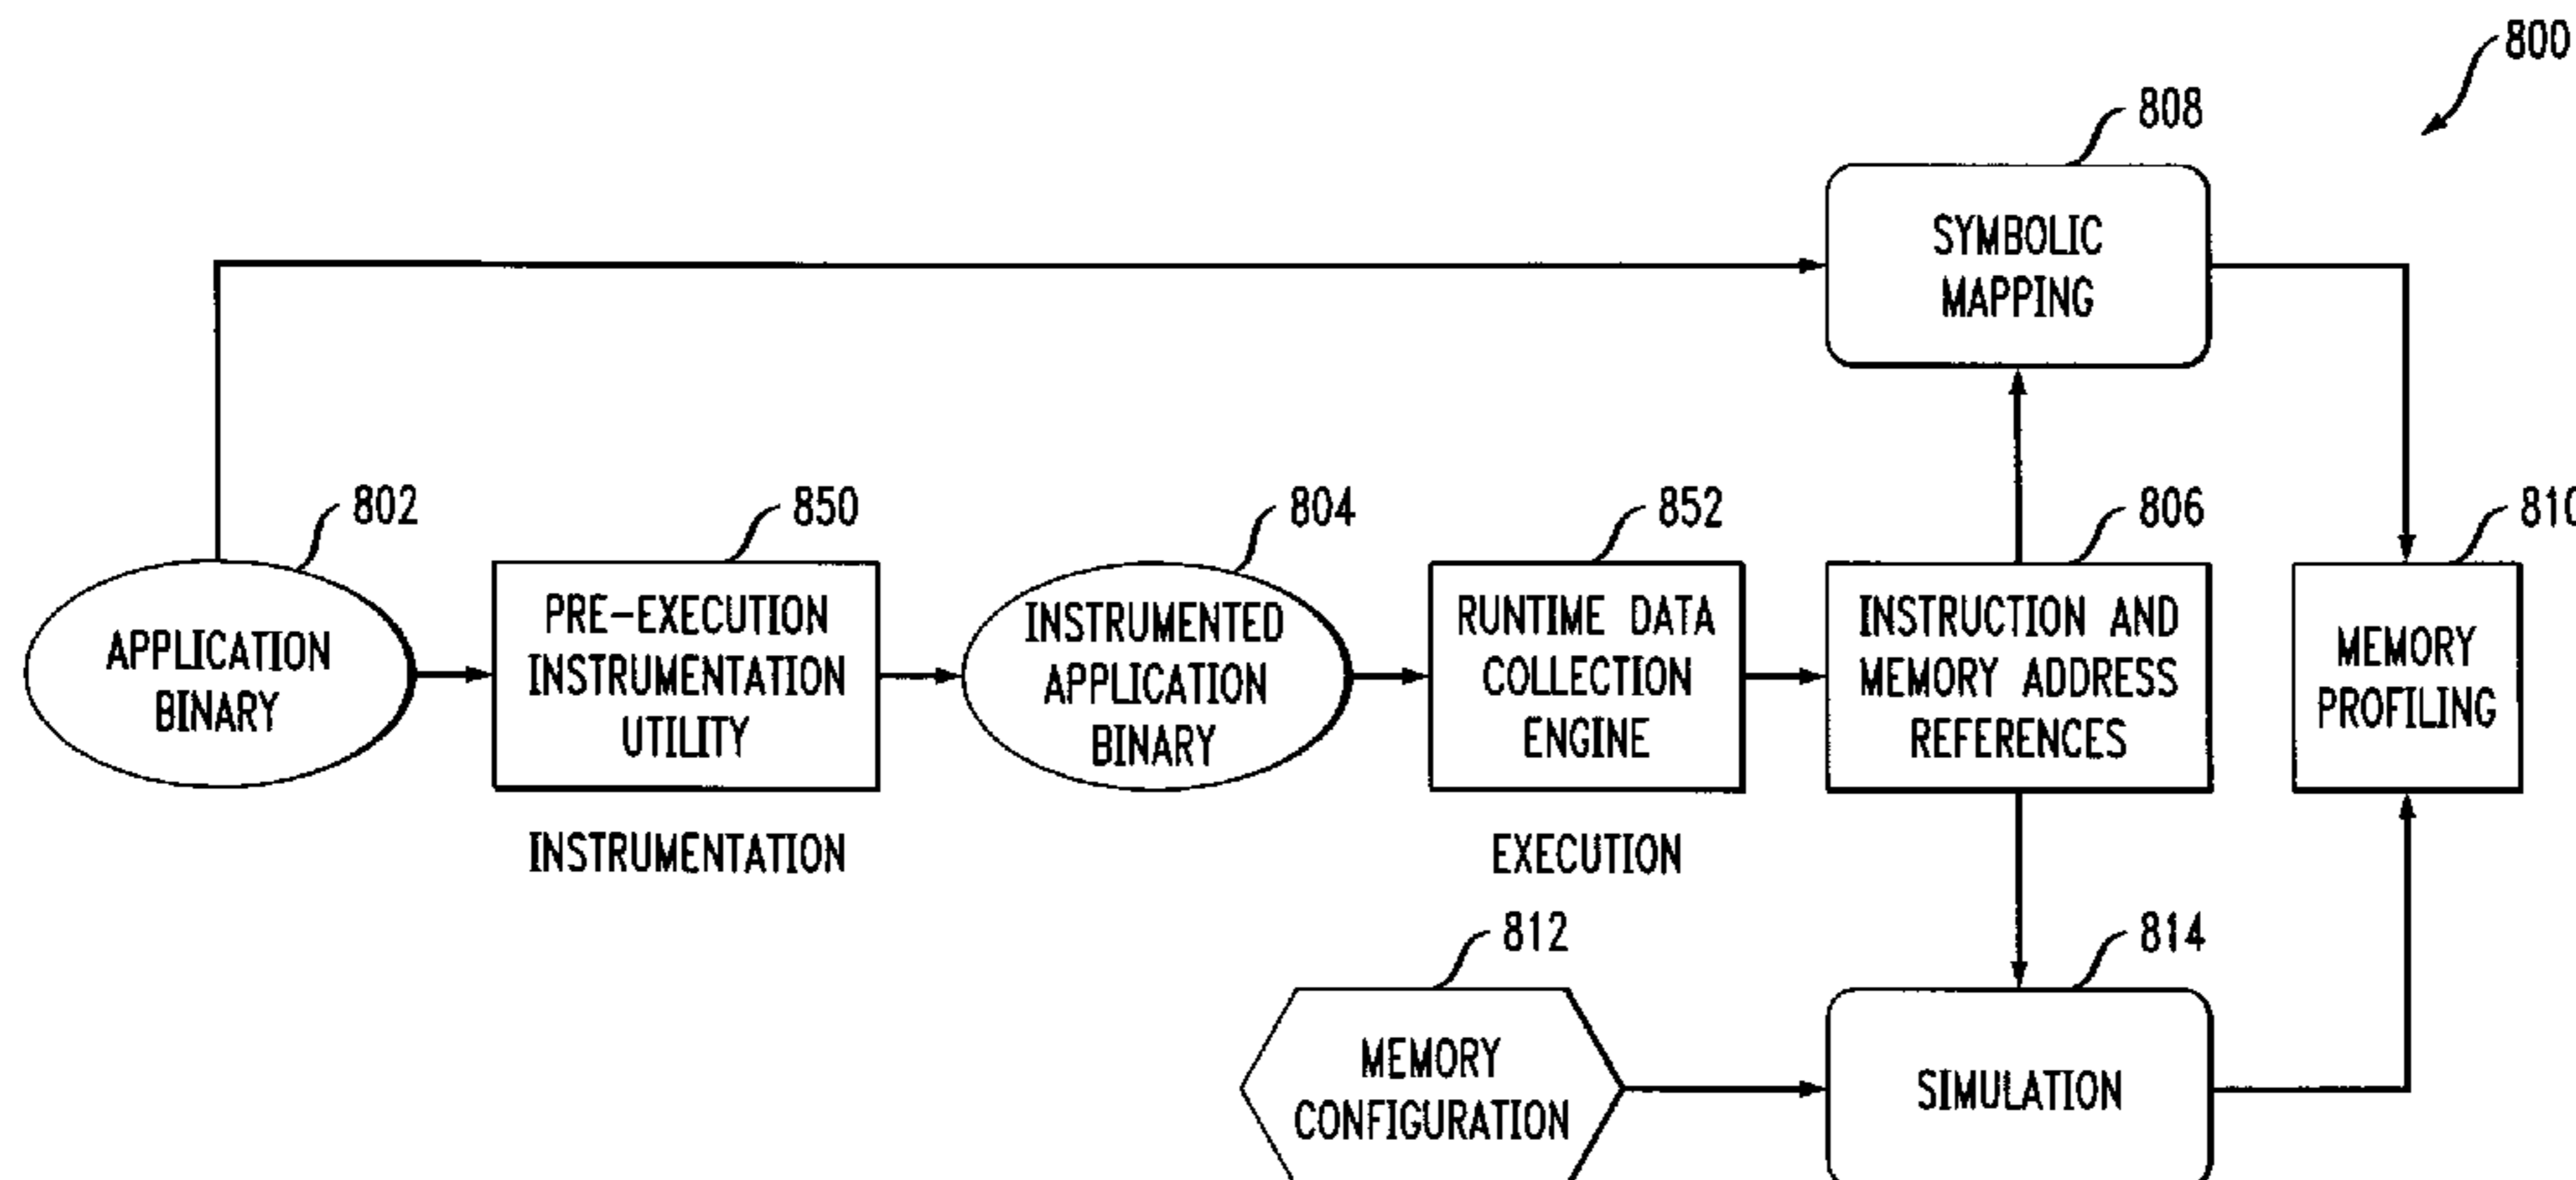 800
808
SYMBOLIC
MAPPING
802
850
804
852
806
810
APPLICATION
BINARY
PRE-EXECUTION
INSTRUMENTATION
UTILITY
INSTRUMENTED
APPLICATION
BINARY
RUNTIME DATA
COLLECTION
ENGINE
INSTRUCTION AND
MEMORY ADDRESS
REFERENCES
MEMORY
PROFILING
INSTRUMENTATION
EXECUTION
812
814
MEMORY
CONFIGURATION
SIMULATION